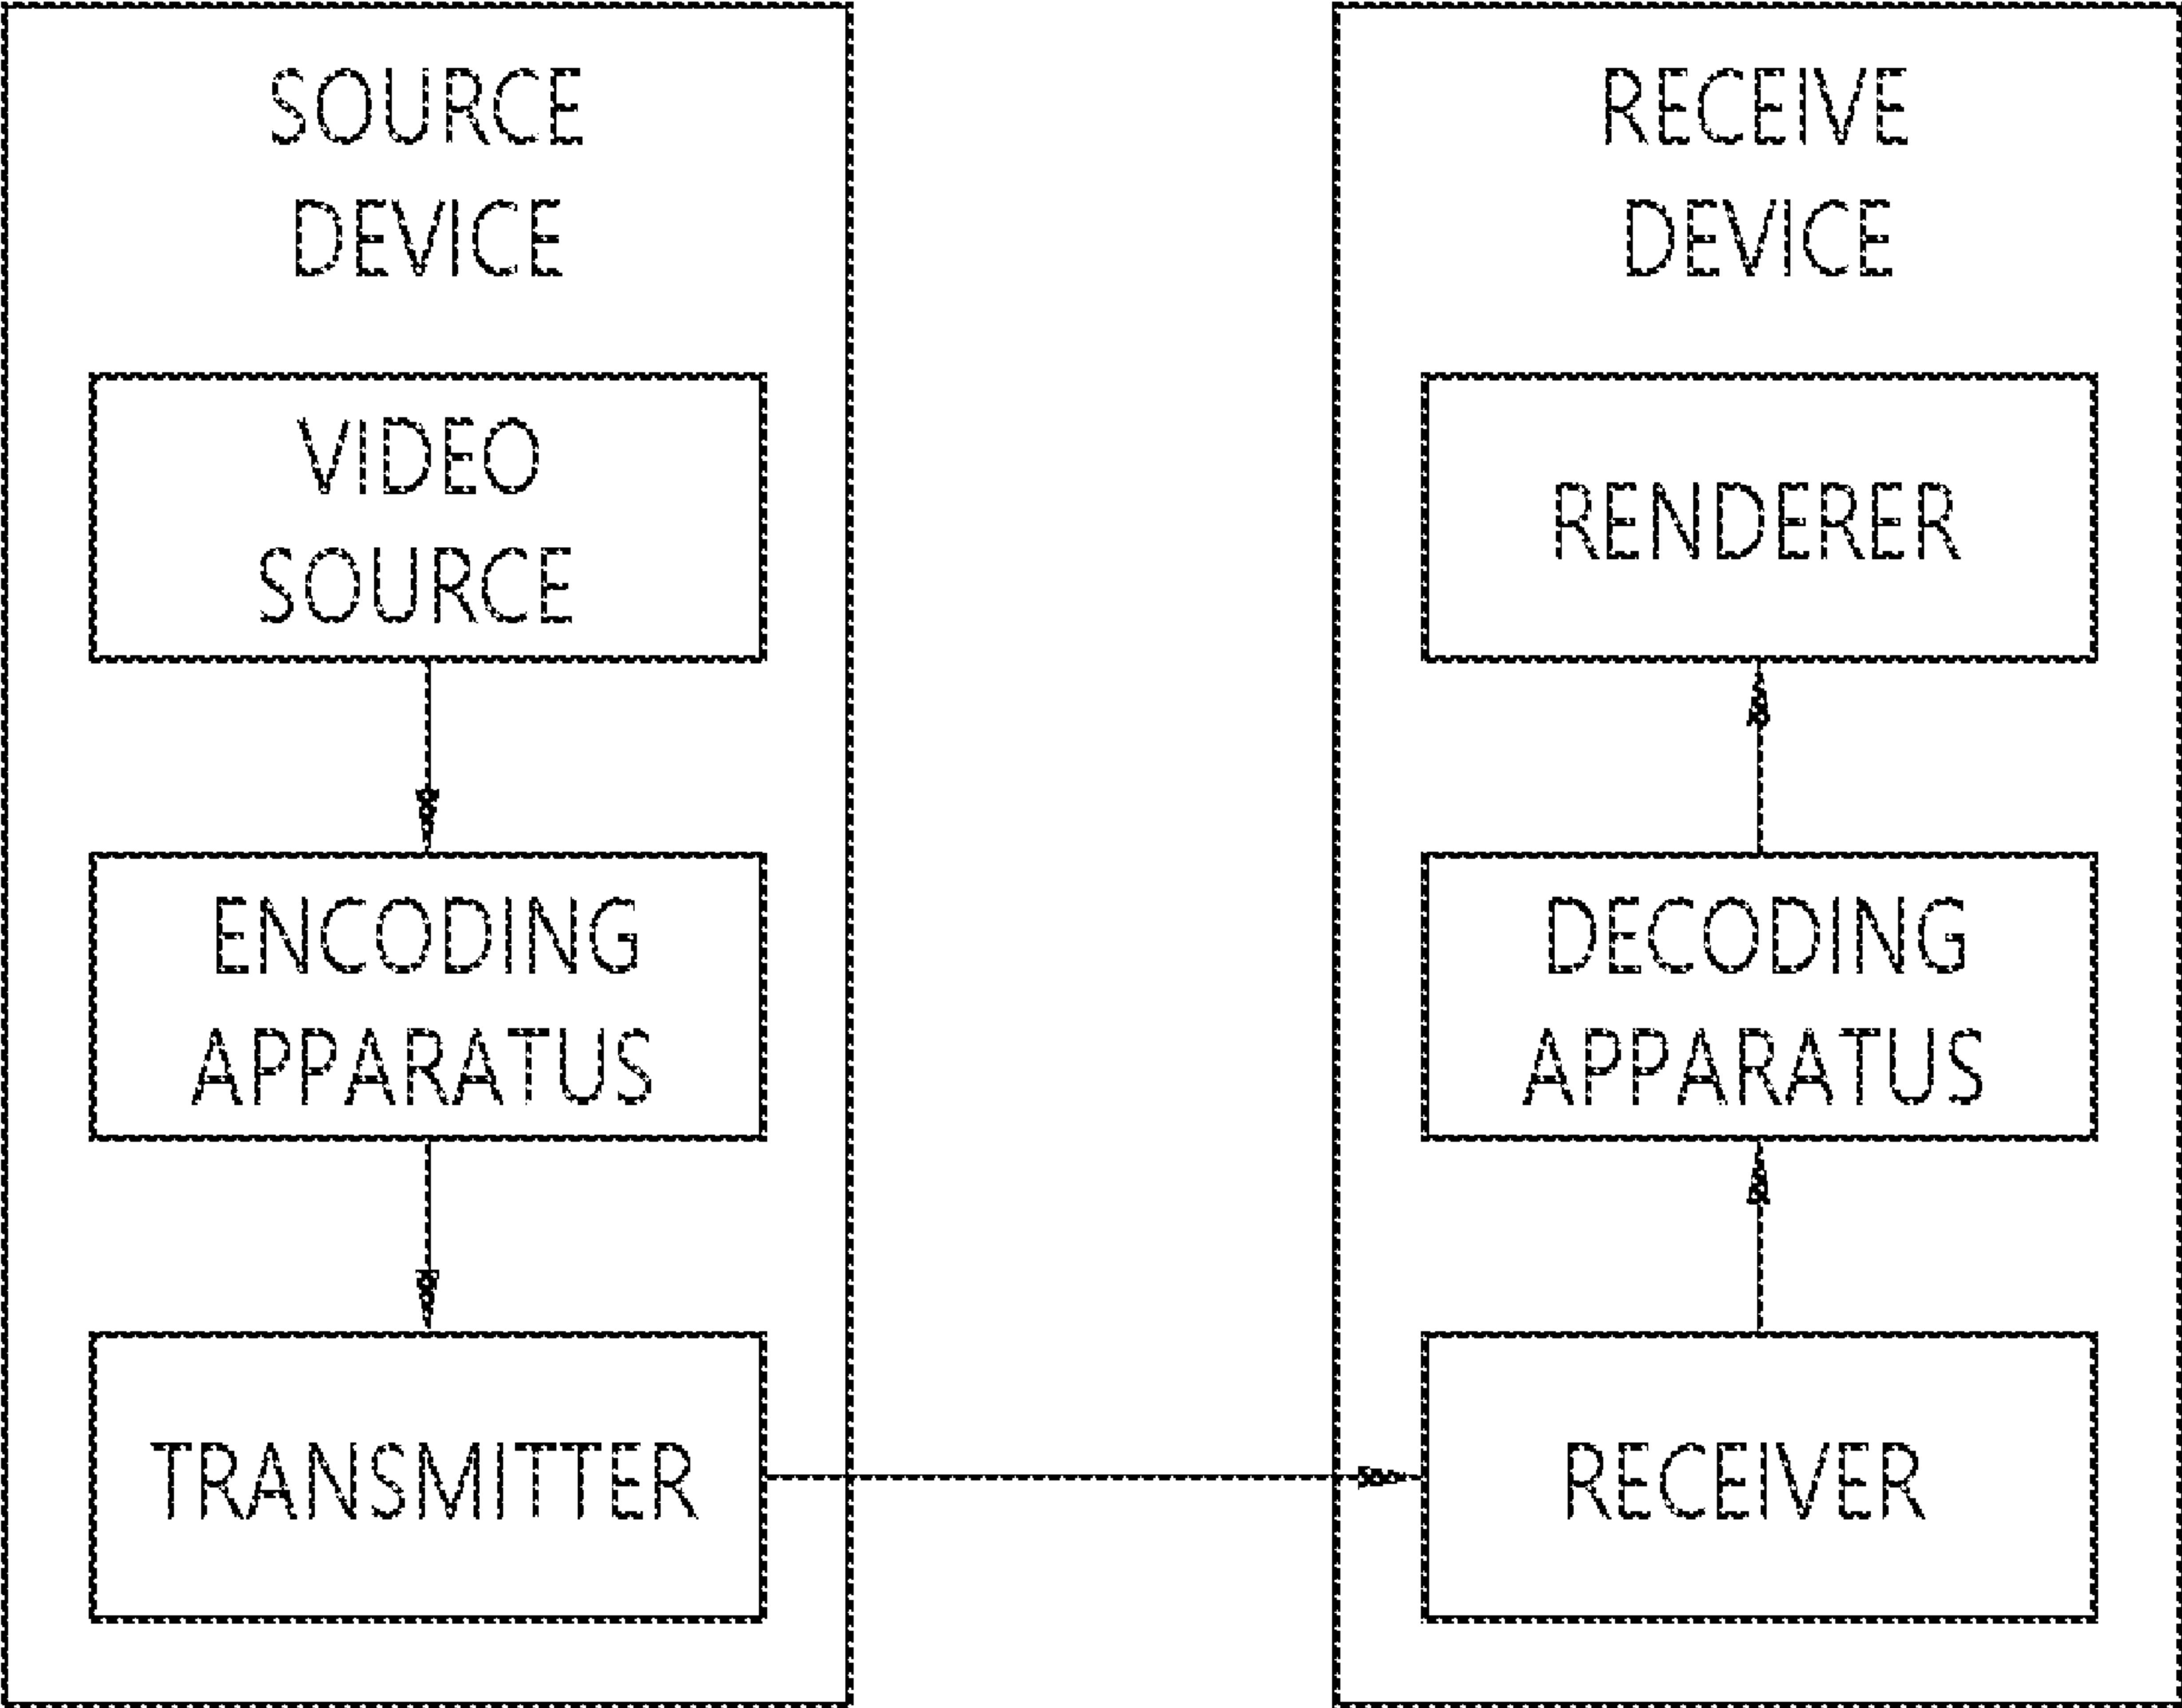 SOURCE
DEVICE
VIDEO
SOURCE
ENCODING
APPARATUS
TRANSMITTER
RECEIVE
DEVICE
RENDERER
DECODING
APPARATUS
RECEIVER